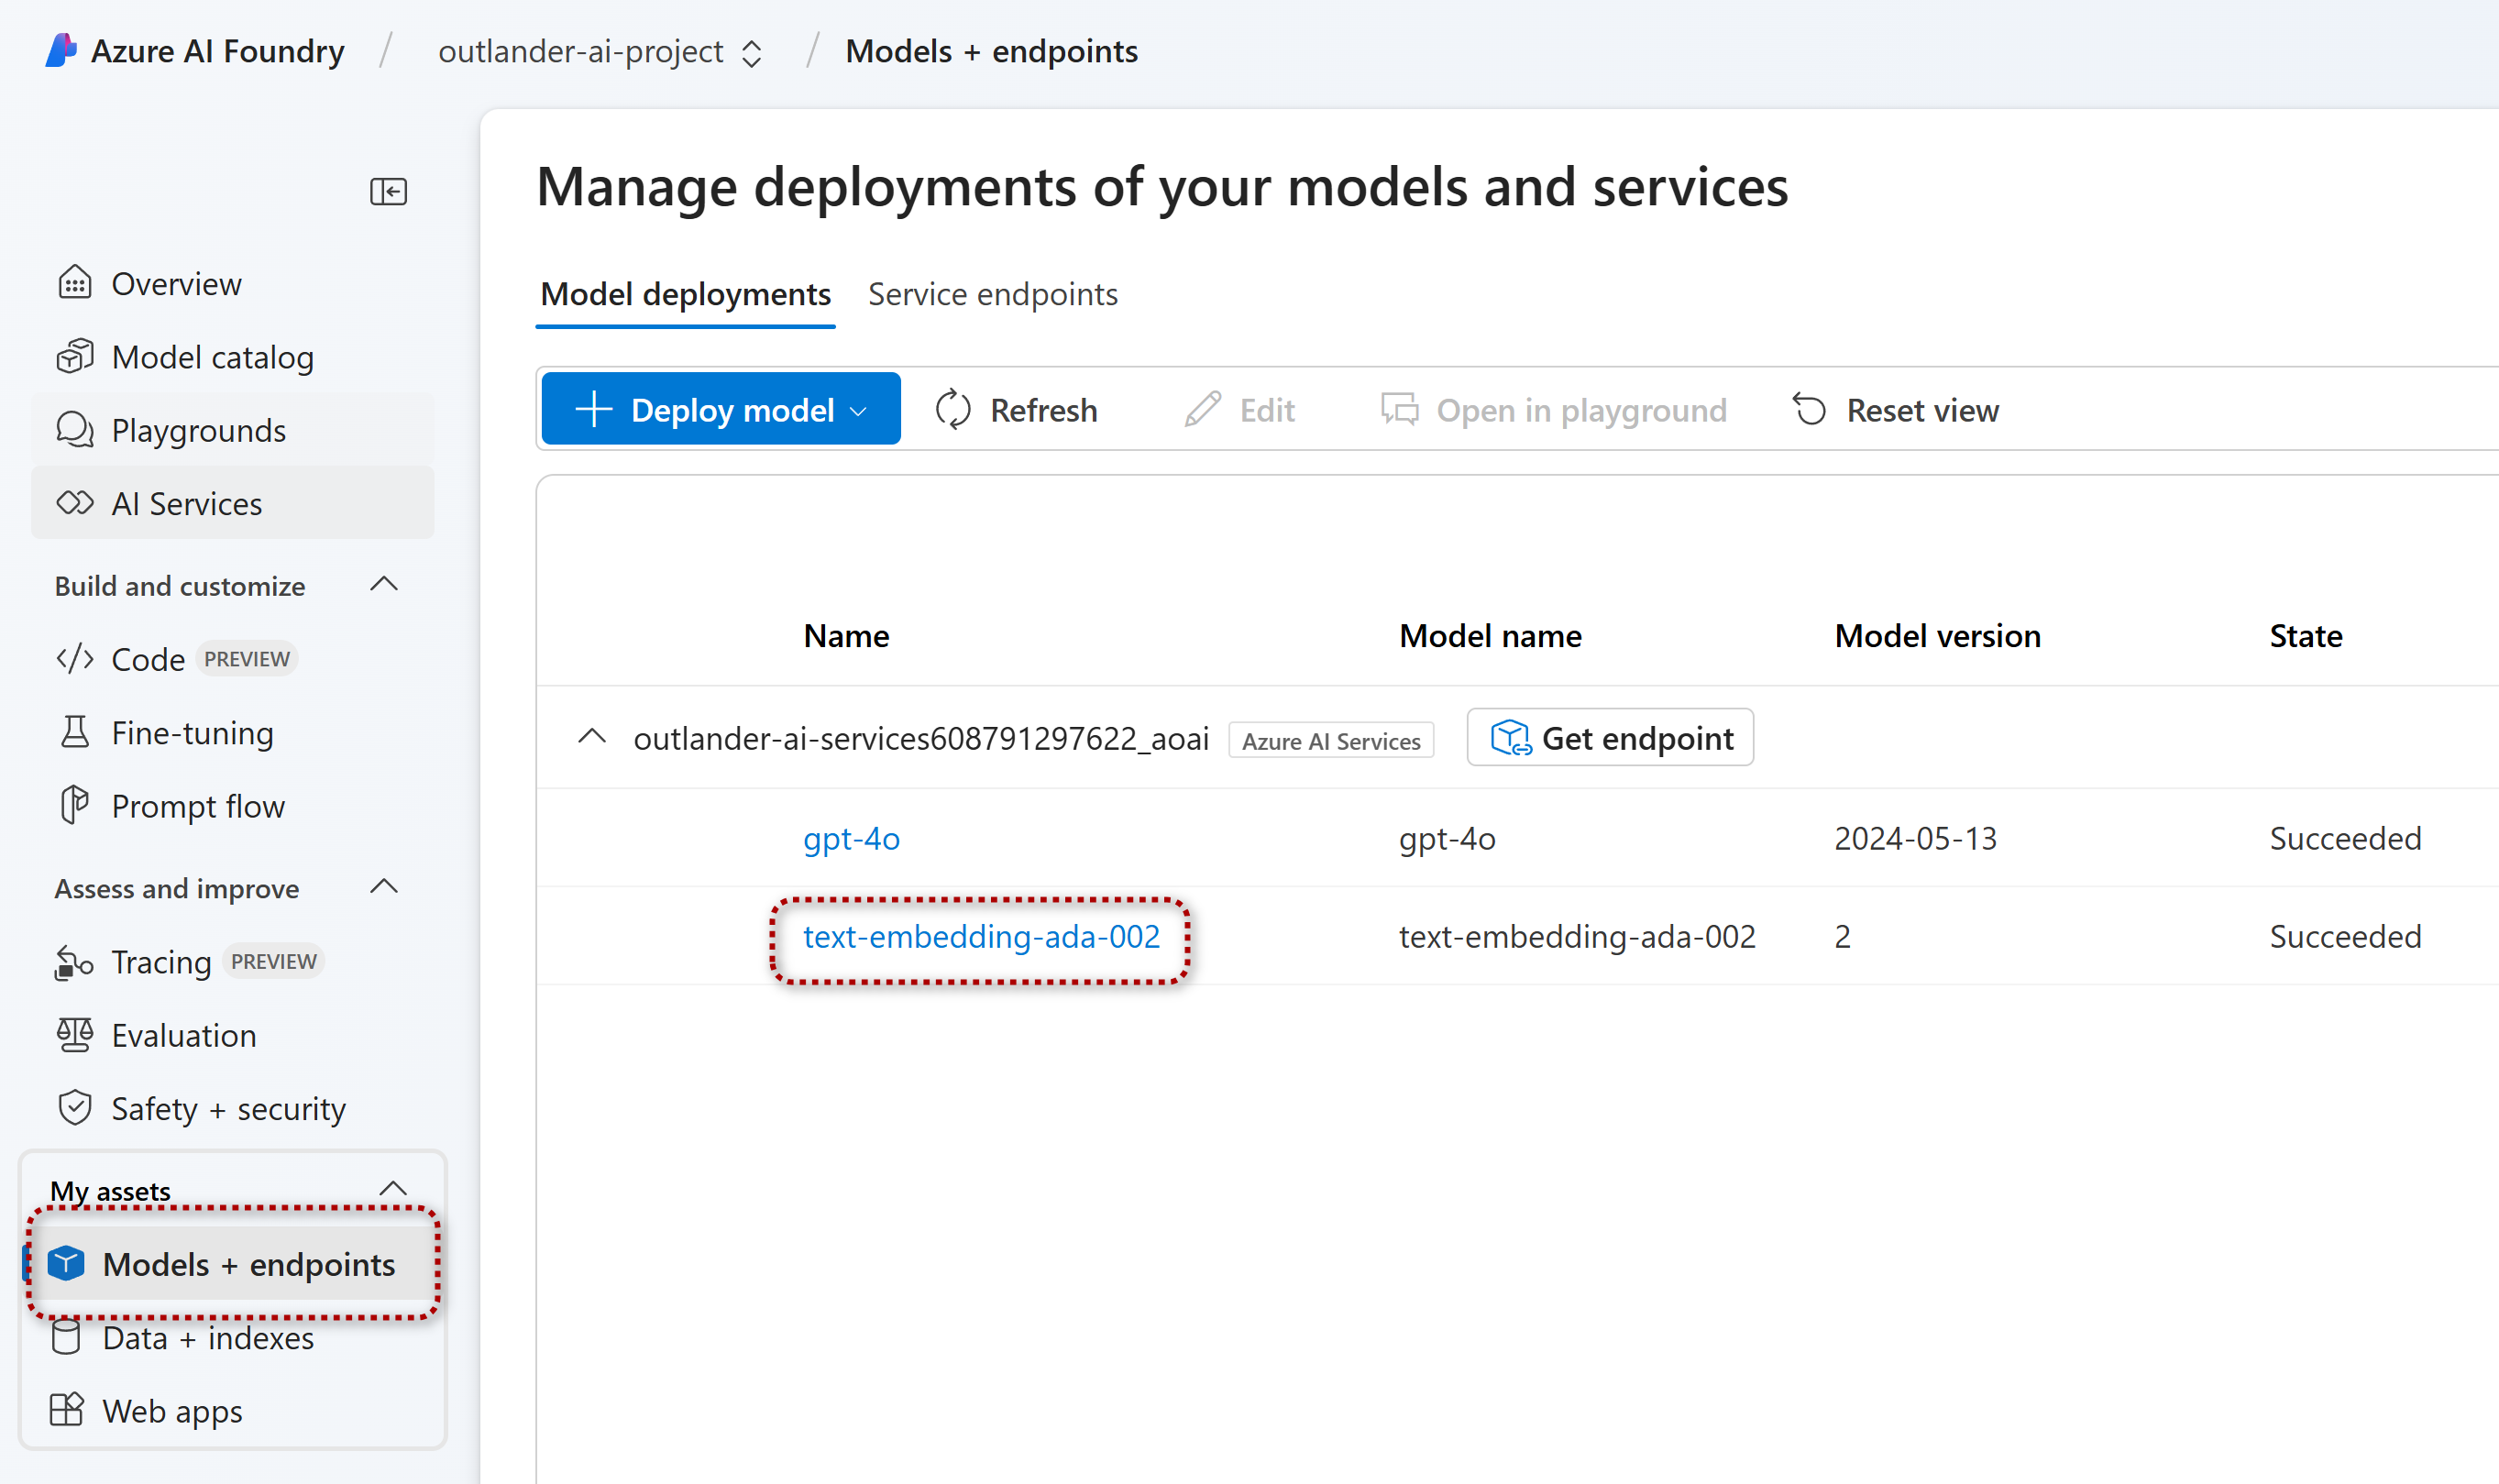 Azure AI Foundry / outlander-ai-project / Models + endpoints
Overview
Model catalog
Playgrounds
AI Services
Build and customize
Code PREVIEW
Fine-tuning
Prompt flow
Assess and improve
Tracing PREVIEW
Evaluation
Safety + security
My assets
Models + endpoints
Data + indexes
Web apps
Manage deployments of your models and services
Model deployments Service endpoints
Deploy model Refresh Edit Open in playground Reset view
Name Model name Model version State
outlander-ai-services608791297622_aoai Azure AI Services Get endpoint
gpt-4o gpt-4o 2024-05-13 Succeeded
text-embedding-ada-002 text-embedding-ada-002 2 Succeeded